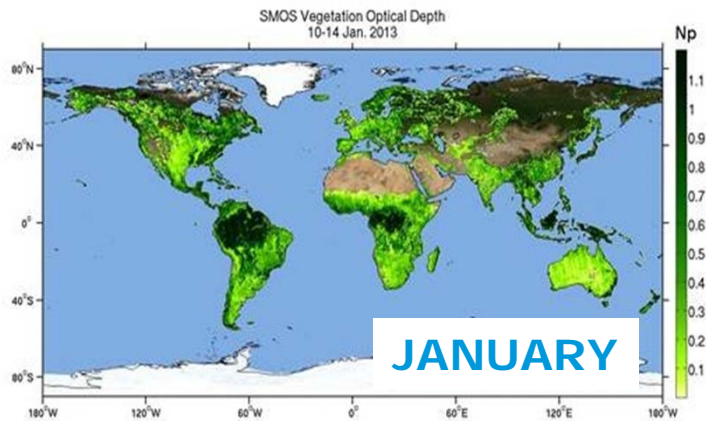 SMOS Vegetation Optical Depth
10-14 Jan. 2013
Np
80°N
40°N
0°
40°S
80°S
180°W
120°W
60°W
0°
60°E
120°E
180°W
1.1
1
0.9
0.8
0.7
0.6
0.5
0.4
0.3
0.2
0.1
JANUARY